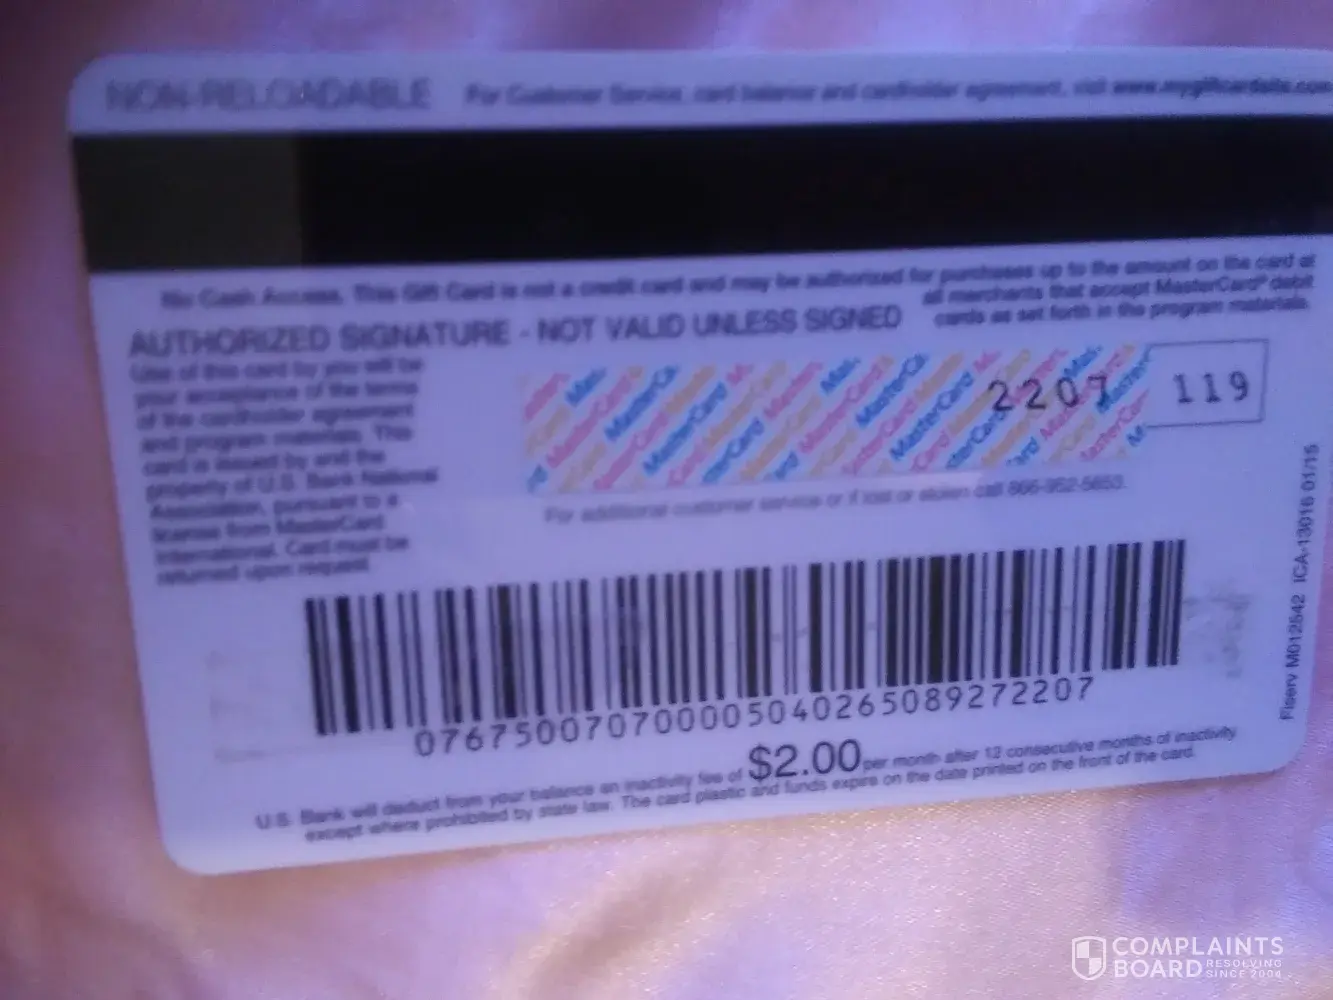 NON-RELOADABLE For Customer Service, card balance and cardholder agreement, visit www.mygiftcardsite.com
No Cash Access. This Gift Card is not a credit card and may be authorized for purchases up to the amount on the card at
all merchants that accept MasterCard® debit
cards as set forth in the program materials.
AUTHORIZED SIGNATURE - NOT VALID UNLESS SIGNED
Use of this card by you will be
your acceptance of the terms
of the cardholder agreement
and program materials. This
card is issued by and the
property of U.S. Bank National
Association, pursuant to a
license from MasterCard
International. Card must be
returned upon request.
MasterCard
2207 119
For additional customer service or if lost or stolen call 866-952-5653.
Fiserv M012542 ICA-13016 01/15
076750070700005040265089272207
U.S. Bank will deduct from your balance an inactivity fee of $2.00 per month after 12 consecutive months of inactivity
except where prohibited by state law. The card plastic and funds expire on the date printed on the front of the card.
COMPLAINTS
BOARD RESOLVING
SINCE 2004